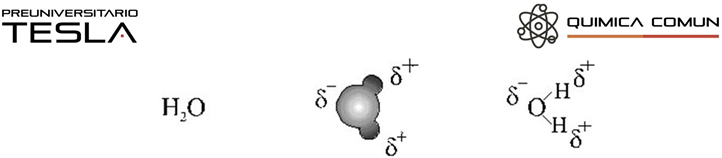 PREUNIVERSITARIO
TESLA
QUIMICA COMUN
H₂O
δ⁻
δ⁺
δ⁺
δ⁻
O
H
δ⁺
H
δ⁺